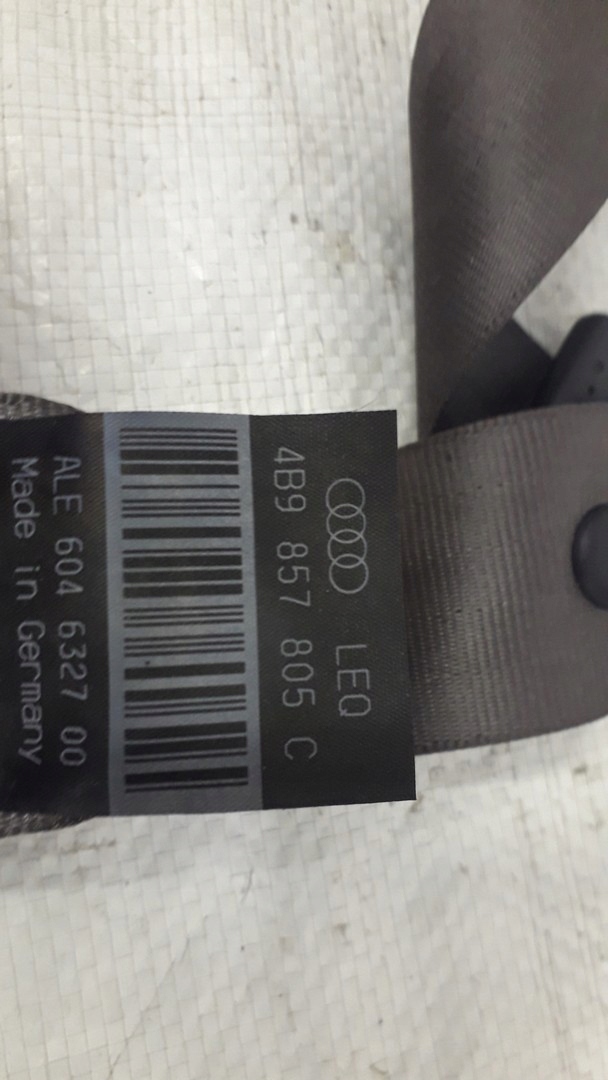 LEQ
4B9 857 805 C
ALE 604 6327 00
Made in Germany